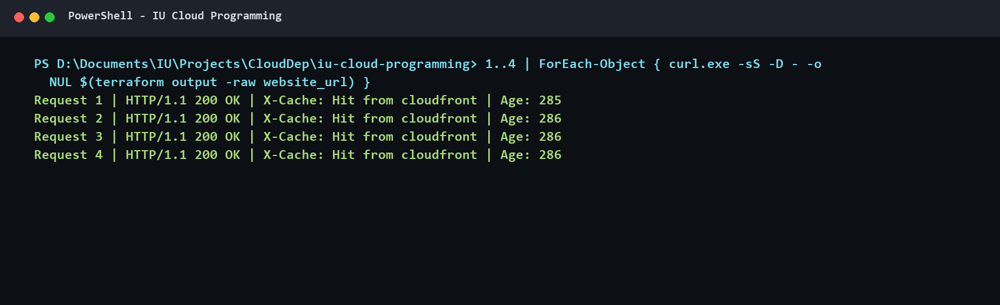 PowerShell - IU Cloud Programming
PS D:\Documents\IU\Projects\CloudDep\iu-cloud-programming> 1..4 | ForEach-Object { curl.exe -sS -D - -o
NUL $(terraform output -raw website_url) }
Request 1 | HTTP/1.1 200 OK | X-Cache: Hit from cloudfront | Age: 285
Request 2 | HTTP/1.1 200 OK | X-Cache: Hit from cloudfront | Age: 286
Request 3 | HTTP/1.1 200 OK | X-Cache: Hit from cloudfront | Age: 286
Request 4 | HTTP/1.1 200 OK | X-Cache: Hit from cloudfront | Age: 286